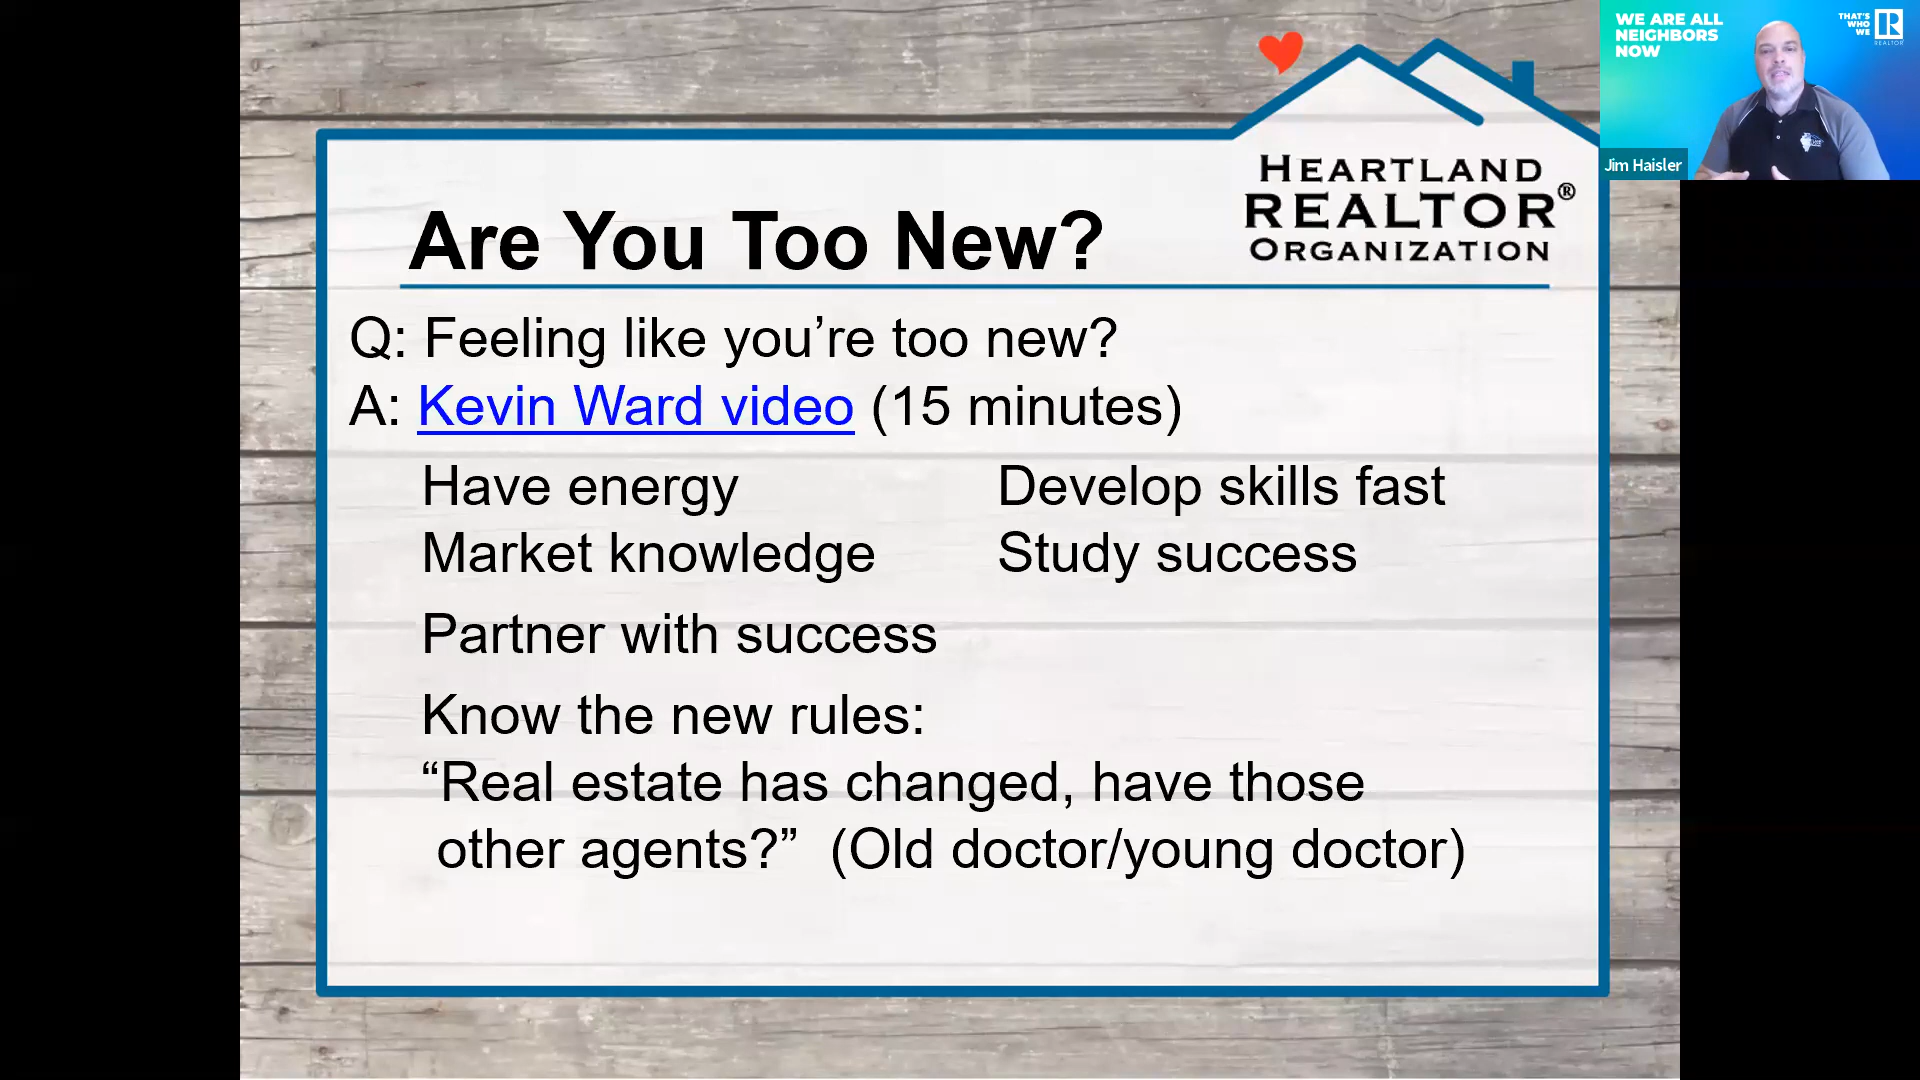 WE ARE ALL
NEIGHBORS
NOW
THAT'S
WHO
WE
R
REALTOR
Jim Haisler
HEARTLAND
REALTOR®
ORGANIZATION
Are You Too New?
Q: Feeling like you’re too new?
A: Kevin Ward video (15 minutes)
Have energy
Develop skills fast
Market knowledge
Study success
Partner with success
Know the new rules:
“Real estate has changed, have those
other agents?” (Old doctor/young doctor)